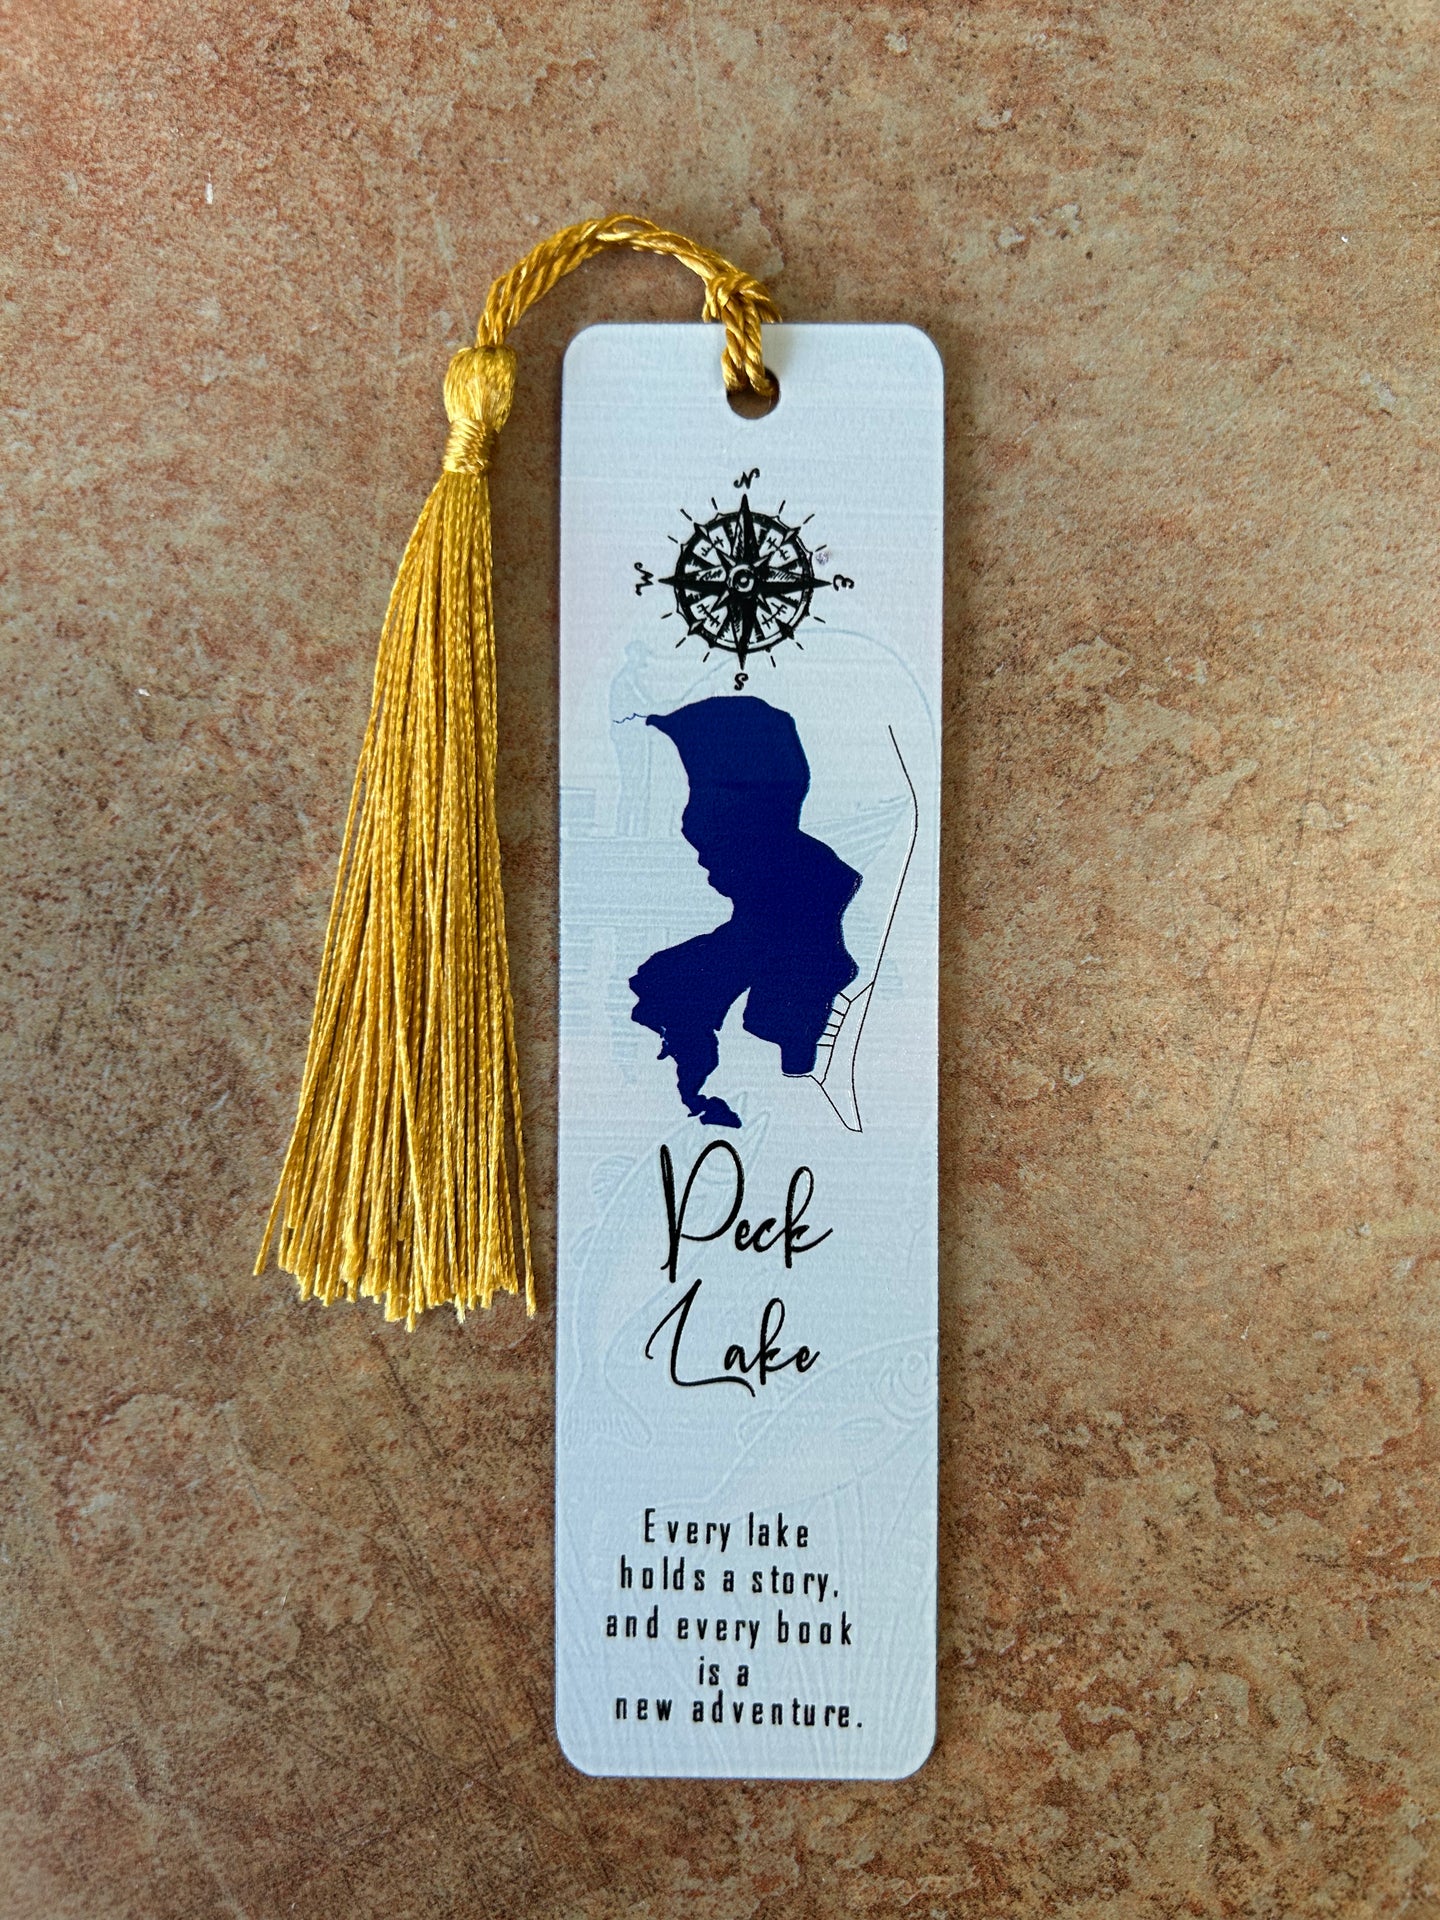 N
W E
S
Peck
Lake
Every lake
holds a story,
and every book
is a
new adventure.